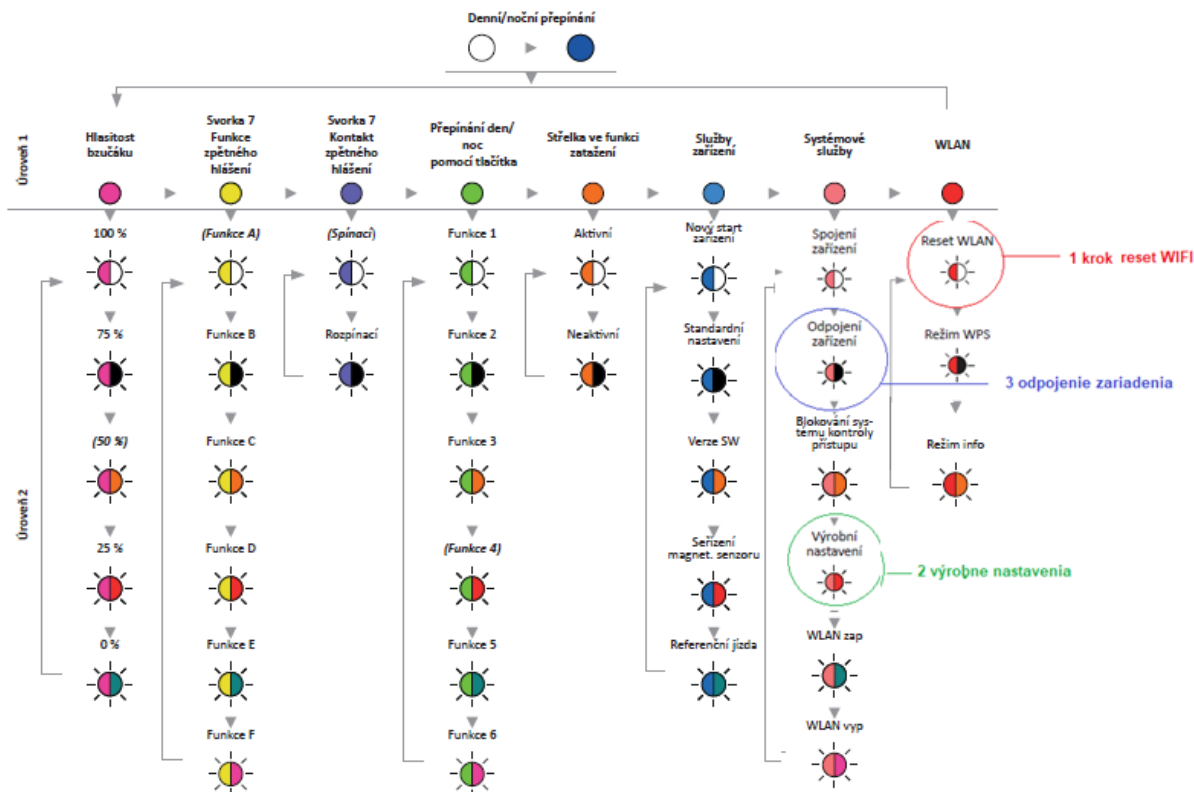 Denní/noční přepínání
Úroveň 1
Hlasitost
bzučáku
Svorka 7
Funkce
zpětného
hlášení
Svorka 7
Kontakt
zpětného
hlášení
Přepínání den/
noc
pomocí tlačítka
Střelka ve funkci
zatažení
Služby
zařízení
Systémové
služby
WLAN
Úroveň 2
100 %
75 %
(50 %)
25 %
0 %
(Funkce A)
Funkce B
Funkce C
Funkce D
Funkce E
Funkce F
(Spínací)
Rozpínací
Funkce 1
Funkce 2
Funkce 3
(Funkce 4)
Funkce 5
Funkce 6
Aktivní
Neaktivní
Nový start
zařízení
Standardní
nastavení
Verze SW
Seřízení
magnet. senzoru
Referenční jízda
Spojení
zařízení
Odpojení
zařízení
Blokování sys-
tému kontroly
přístupu
Výrobní
nastavení
WLAN zap
WLAN vyp
Reset WLAN
Režim WPS
Režim info
1 krok reset WIFI
3 odpojenie zariadenia
2 výrobne nastavenia